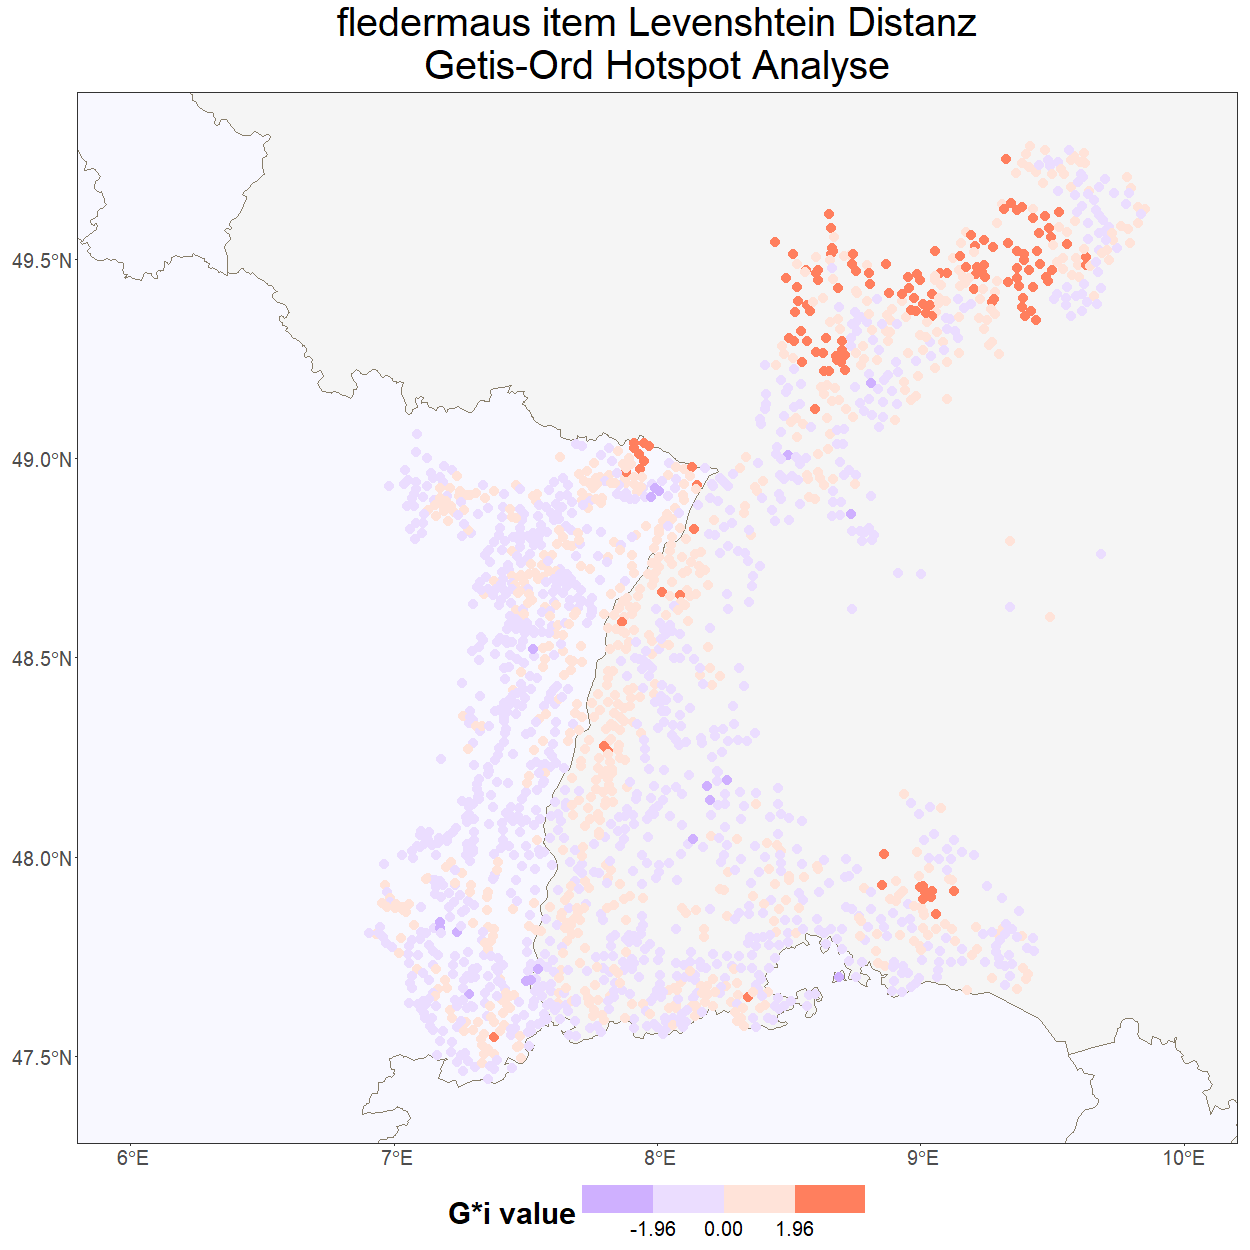 fledermaus item Levenshtein Distanz
Getis-Ord Hotspot Analyse
49.5°N
49.0°N
48.5°N
48.0°N
47.5°N
6°E 7°E 8°E 9°E 10°E
G*i value
-1.96 0.00 1.96